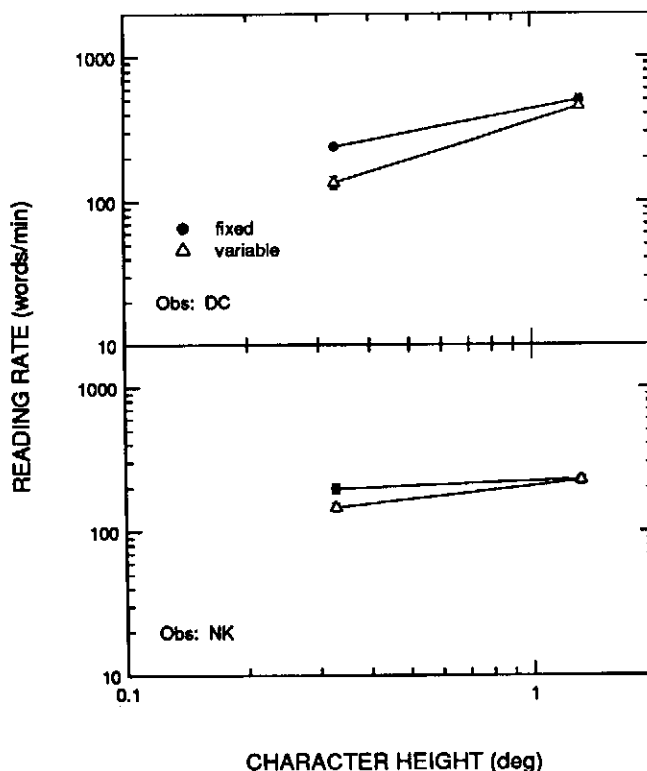 1000
100
10
fixed
variable
Obs: DC
1000
100
10
Obs: NK
0.1
1
READING RATE (words/min)
CHARACTER HEIGHT (deg)